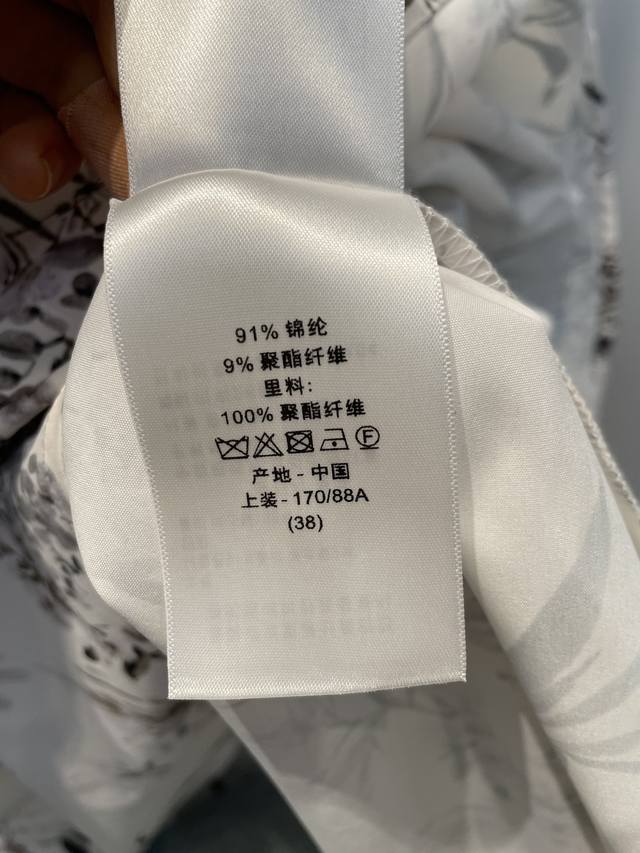 91% 锦纶
9% 聚酯纤维
里料:
100% 聚酯纤维
F
产地 - 中国
上装 - 170/88A
(38)